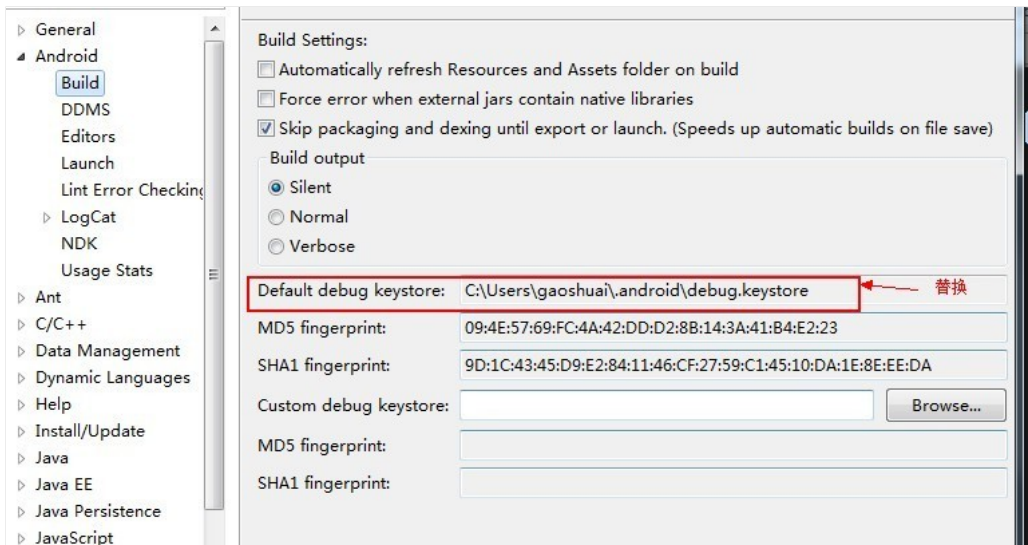 General
Android
Build
DDMS
Editors
Launch
Lint Error Checking
LogCat
NDK
Usage Stats
Ant
C/C++
Data Management
Dynamic Languages
Help
Install/Update
Java
Java EE
Java Persistence
JavaScript
Build Settings:
Automatically refresh Resources and Assets folder on build
Force error when external jars contain native libraries
Skip packaging and dexing until export or launch. (Speeds up automatic builds on file save)
Build output
Silent
Normal
Verbose
Default debug keystore: C:\Users\gaoshuai\.android\debug.keystore 替换
MD5 fingerprint: 09:4E:57:69:FC:4A:42:DD:D2:8B:14:3A:41:B4:E2:23
SHA1 fingerprint: 9D:1C:43:45:D9:E2:84:11:46:CF:27:59:C1:45:10:DA:1E:8E:EE:DA
Custom debug keystore: Browse...
MD5 fingerprint:
SHA1 fingerprint: